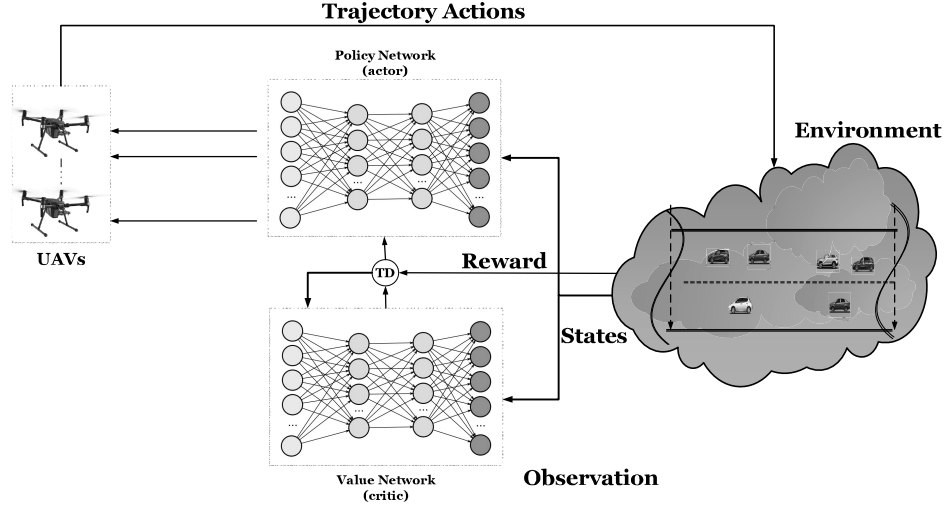 Trajectory Actions
Policy Network
(actor)
Environment
UAVs
TD
Reward
States
Observation
Value Network
(critic)